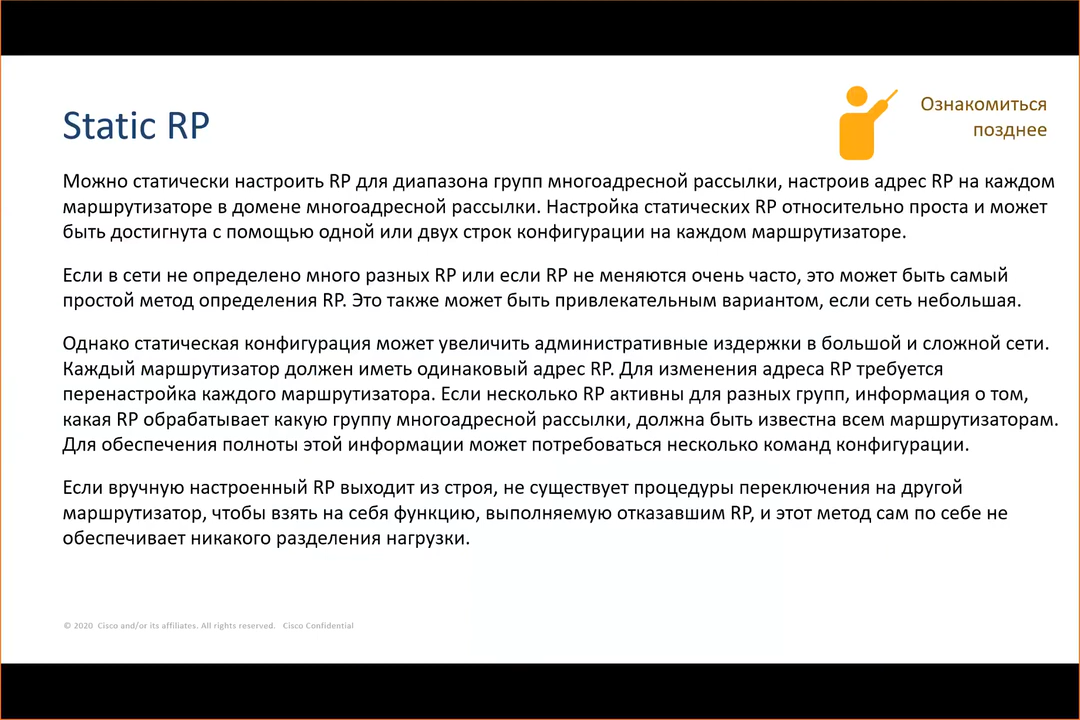 Static RP
Ознакомиться
позднее
Можно статически настроить RP для диапазона групп многоадресной рассылки, настроив адрес RP на каждом
маршрутизаторе в домене многоадресной рассылки. Настройка статических RP относительно проста и может
быть достигнута с помощью одной или двух строк конфигурации на каждом маршрутизаторе.
Если в сети не определено много разных RP или если RP не меняются очень часто, это может быть самый
простой метод определения RP. Это также может быть привлекательным вариантом, если сеть небольшая.
Однако статическая конфигурация может увеличить административные издержки в большой и сложной сети.
Каждый маршрутизатор должен иметь одинаковый адрес RP. Для изменения адреса RP требуется
перенастройка каждого маршрутизатора. Если несколько RP активны для разных групп, информация о том,
какая RP обрабатывает какую группу многоадресной рассылки, должна быть известна всем маршрутизаторам.
Для обеспечения полноты этой информации может потребоваться несколько команд конфигурации.
Если вручную настроенный RP выходит из строя, не существует процедуры переключения на другой
маршрутизатор, чтобы взять на себя функцию, выполняемую отказавшим RP, и этот метод сам по себе не
обеспечивает никакого разделения нагрузки.
© 2020 Cisco and/or its affiliates. All rights reserved. Cisco Confidential